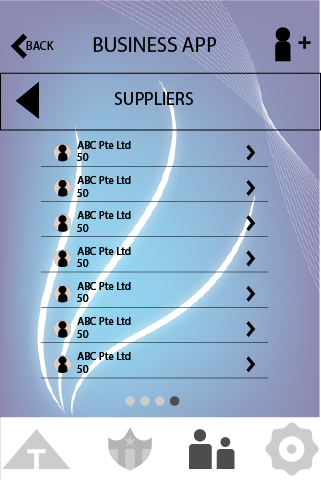 BACK
BUSINESS APP
+
SUPPLIERS
ABC Pte Ltd
50
ABC Pte Ltd
50
ABC Pte Ltd
50
ABC Pte Ltd
50
ABC Pte Ltd
50
ABC Pte Ltd
50
ABC Pte Ltd
50
T